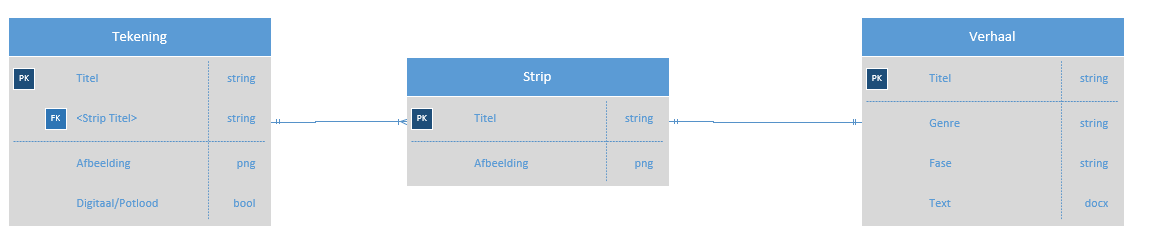 Tekening
PK Titel string
FK <Strip Titel> string
Afbeelding png
Digitaal/Potlood bool
Strip
PK Titel string
Afbeelding png
Verhaal
PK Titel string
Genre string
Fase string
Text docx